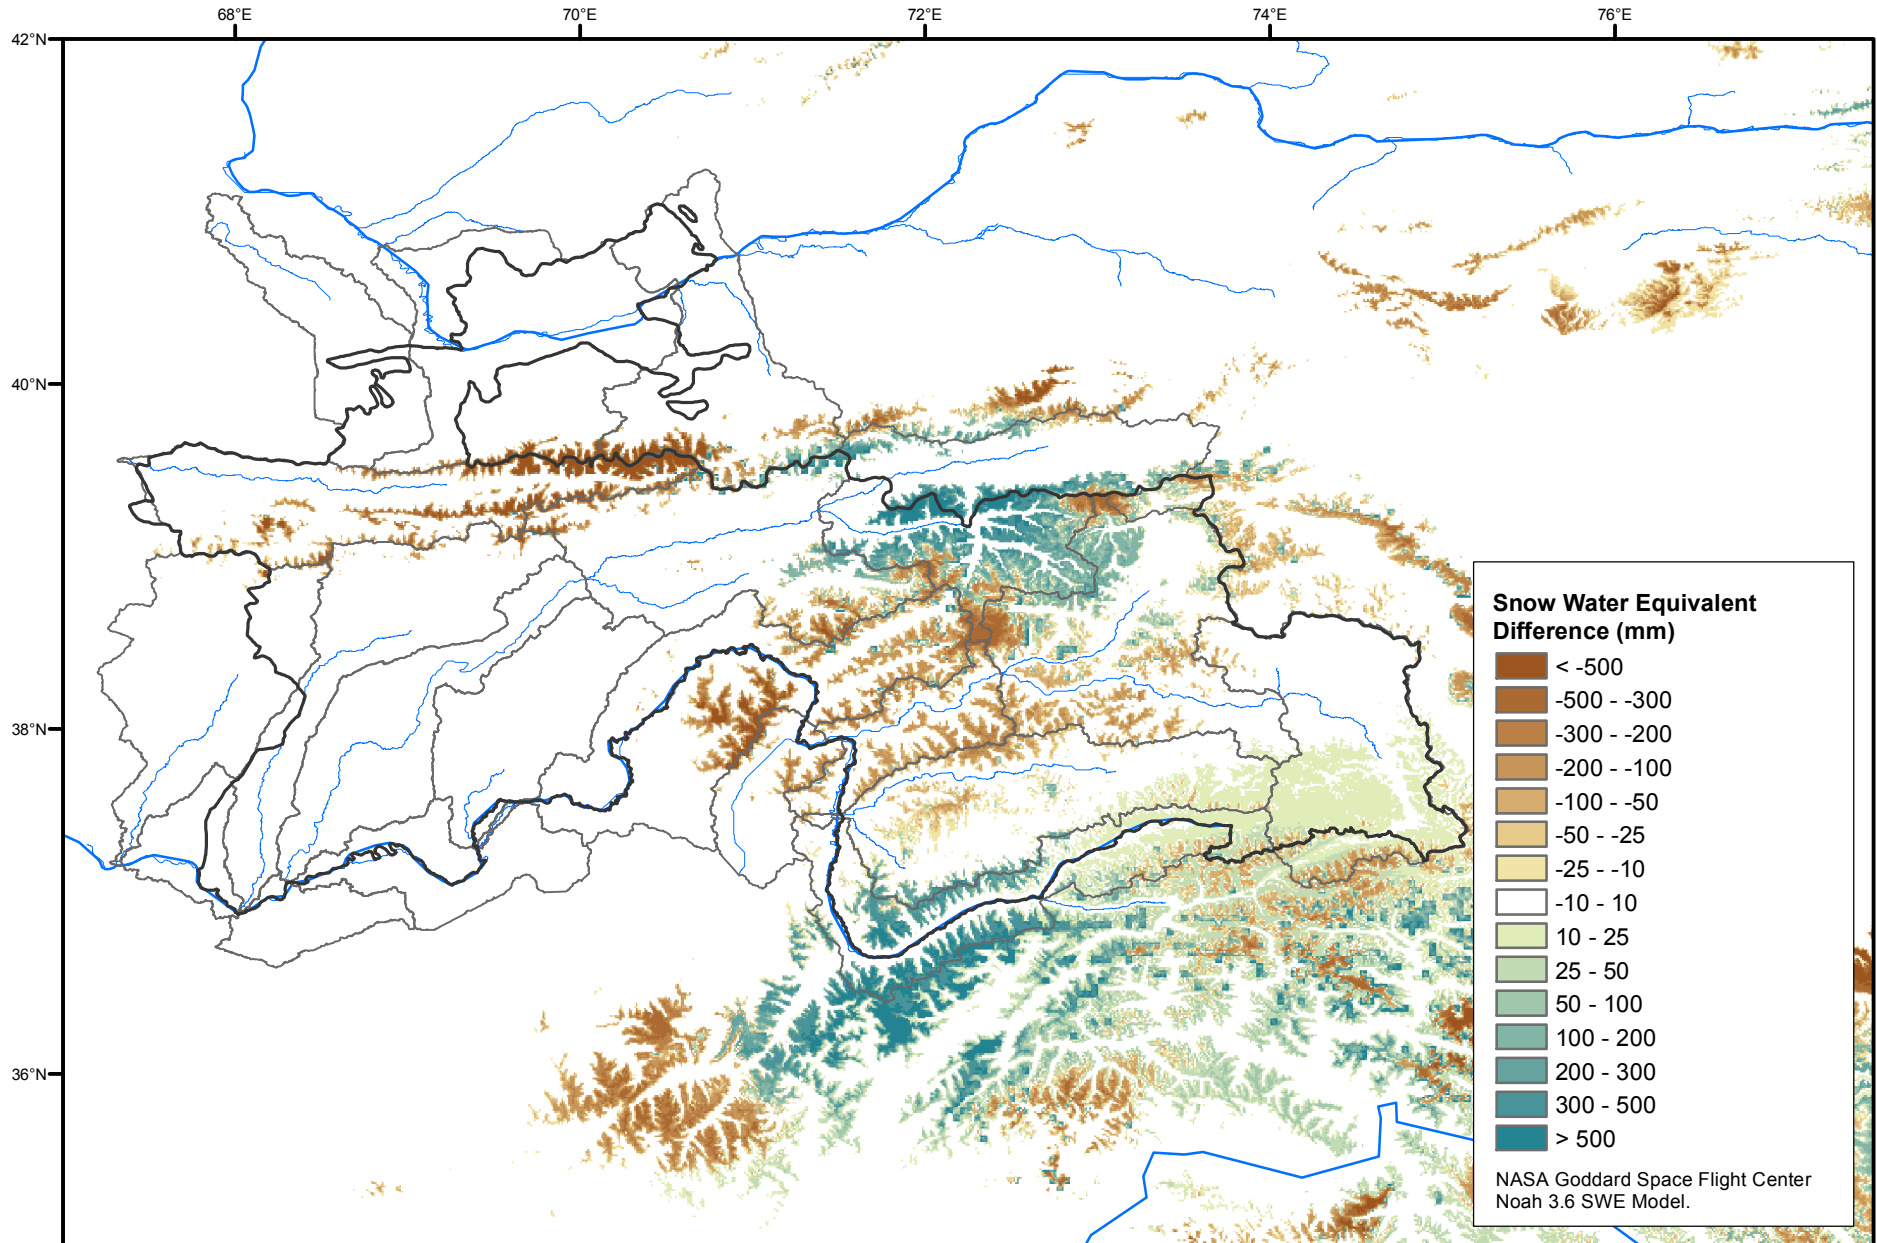 68°E
70°E
72°E
74°E
76°E
42°N
40°N
38°N
36°N
Snow Water Equivalent
Difference (mm)
< -500
-500 - -300
-300 - -200
-200 - -100
-100 - -50
-50 - -25
-25 - -10
-10 - 10
10 - 25
25 - 50
50 - 100
100 - 200
200 - 300
300 - 500
> 500
NASA Goddard Space Flight Center
Noah 3.6 SWE Model.